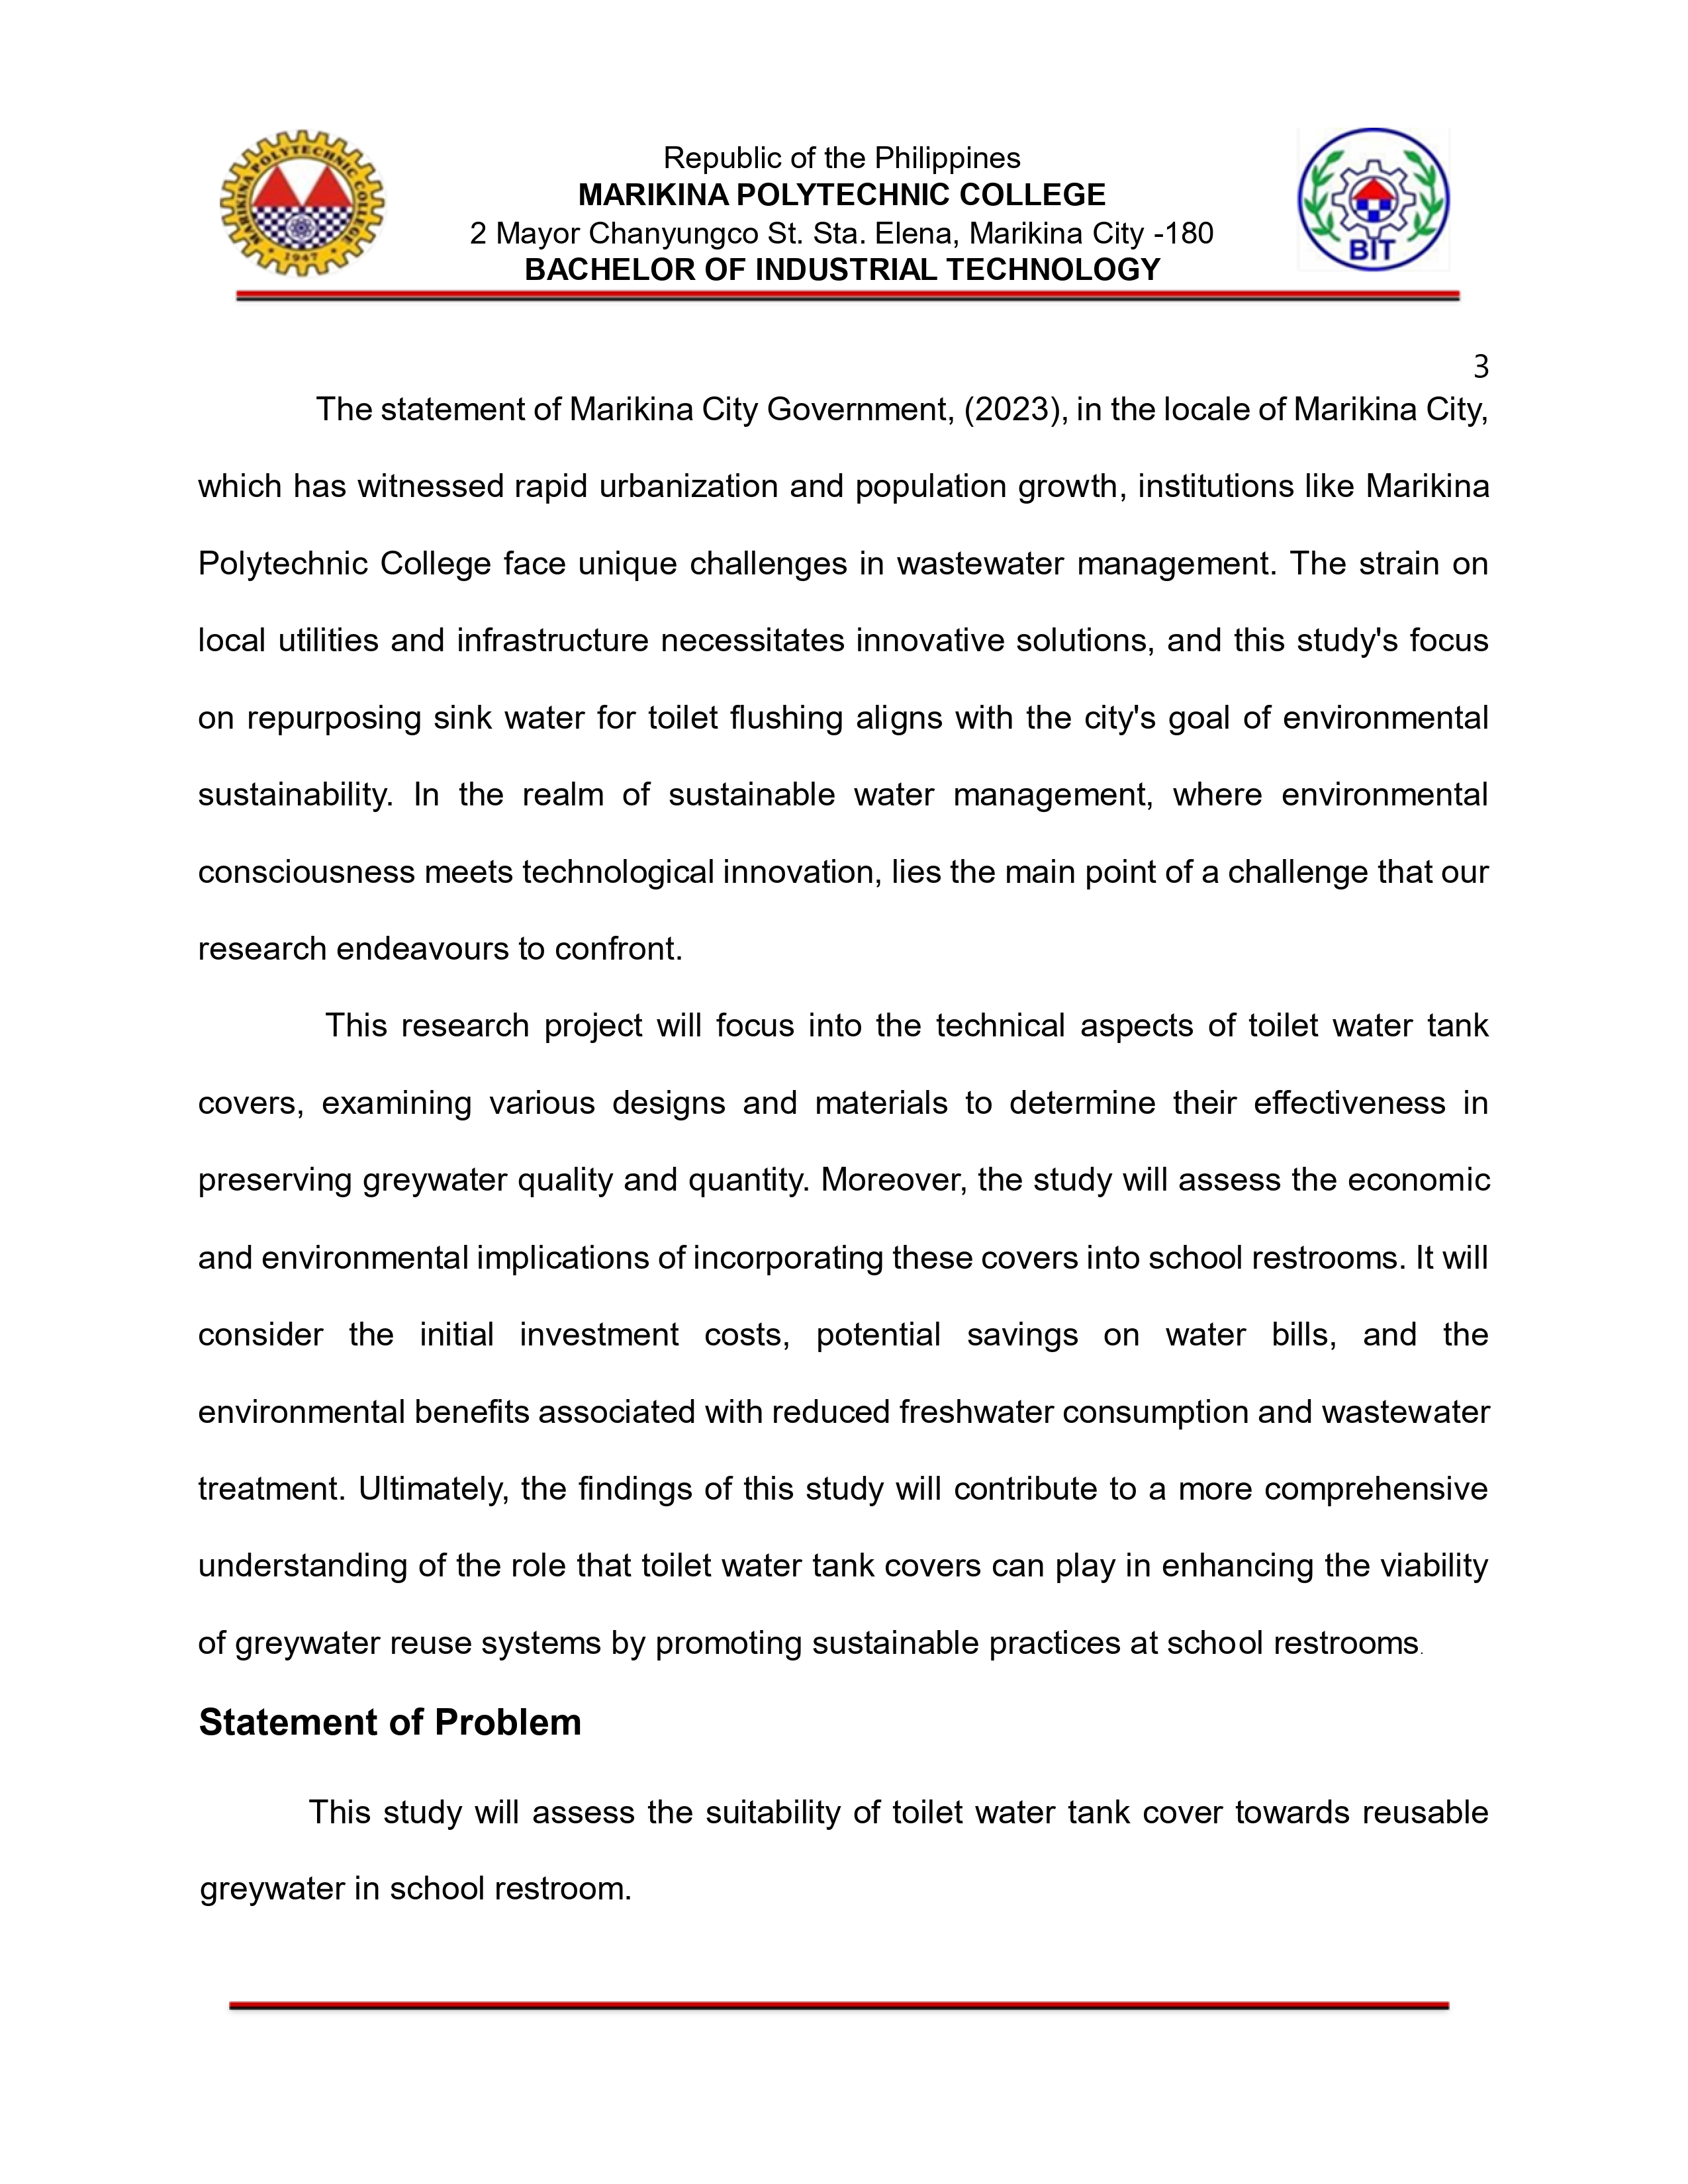 MARIKINA POLYTECHNIC COLLEGE
1947
Republic of the Philippines
MARIKINA POLYTECHNIC COLLEGE
2 Mayor Chanyungco St. Sta. Elena, Marikina City -180
BACHELOR OF INDUSTRIAL TECHNOLOGY
BIT
3
The statement of Marikina City Government, (2023), in the locale of Marikina City,
which has witnessed rapid urbanization and population growth, institutions like Marikina
Polytechnic College face unique challenges in wastewater management. The strain on
local utilities and infrastructure necessitates innovative solutions, and this study's focus
on repurposing sink water for toilet flushing aligns with the city's goal of environmental
sustainability. In the realm of sustainable water management, where environmental
consciousness meets technological innovation, lies the main point of a challenge that our
research endeavours to confront.
This research project will focus into the technical aspects of toilet water tank
covers, examining various designs and materials to determine their effectiveness in
preserving greywater quality and quantity. Moreover, the study will assess the economic
and environmental implications of incorporating these covers into school restrooms. It will
consider the initial investment costs, potential savings on water bills, and the
environmental benefits associated with reduced freshwater consumption and wastewater
treatment. Ultimately, the findings of this study will contribute to a more comprehensive
understanding of the role that toilet water tank covers can play in enhancing the viability
of greywater reuse systems by promoting sustainable practices at school restrooms.
Statement of Problem
This study will assess the suitability of toilet water tank cover towards reusable
greywater in school restroom.